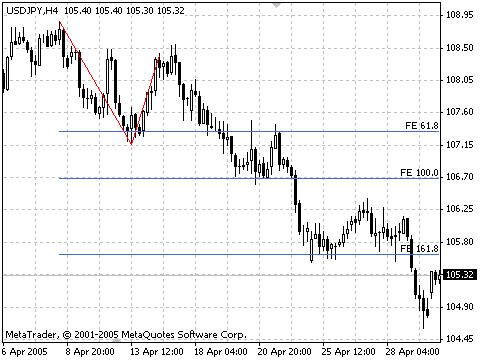 USDJPY,H4 105.40 105.40 105.30 105.32
108.95
108.50
108.05
107.60
FE 61.8
107.15
FE 100.0
106.70
106.25
105.80
FE 161.8
105.32
104.90
MetaTrader, © 2001-2005 MetaQuotes Software Corp.
104.45
6 Apr 2005 8 Apr 20:00 13 Apr 12:00 18 Apr 04:00 20 Apr 20:00 25 Apr 12:00 28 Apr 04:00